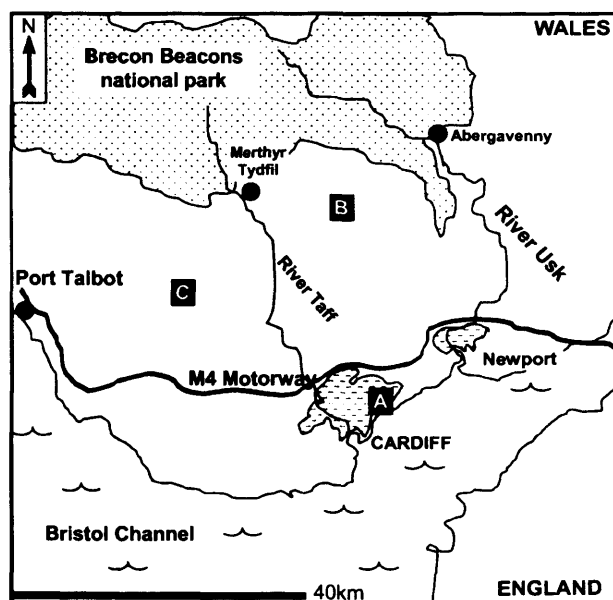 N
WALES
Brecon Beacons
national park
Abergavenny
Merthyr
Tydfil
B
River Usk
C
Port Talbot
River Taff
M4 Motorway
Newport
A
CARDIFF
Bristol Channel
40km
ENGLAND